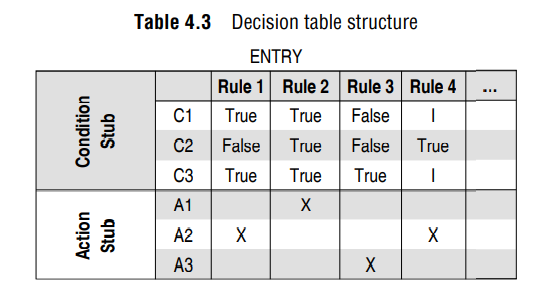 Table 4.3 Decision table structure
ENTRY
Condition Stub
Rule 1 Rule 2 Rule 3 Rule 4 ...
C1 True True False I
C2 False True False True
C3 True True True I
Action Stub
A1 X
A2 X X
A3 X